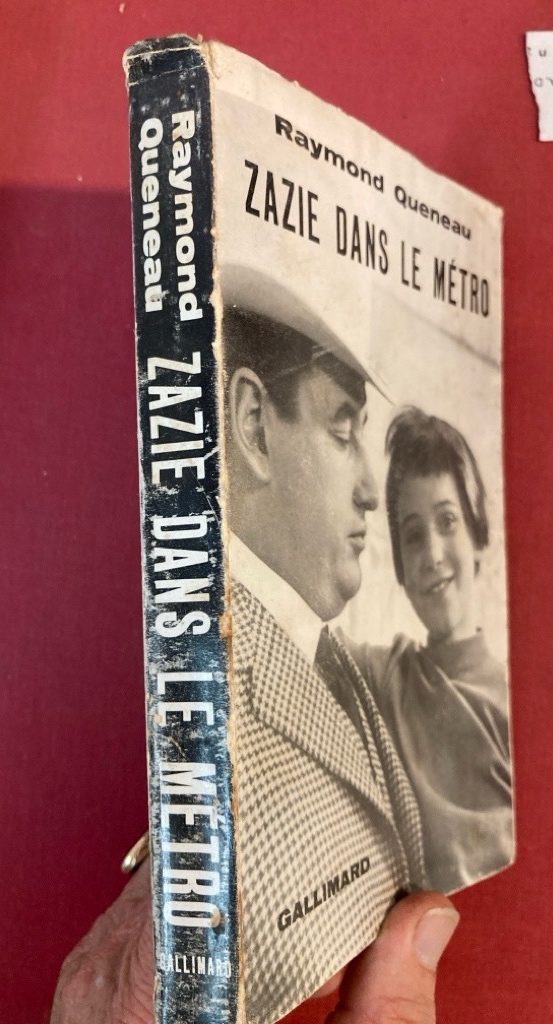 Raymond
Queneau
ZAZIE DANS LE MÉTRO
GALLIMARD
Raymond Queneau
ZAZIE DANS LE MÉTRO
GALLIMARD